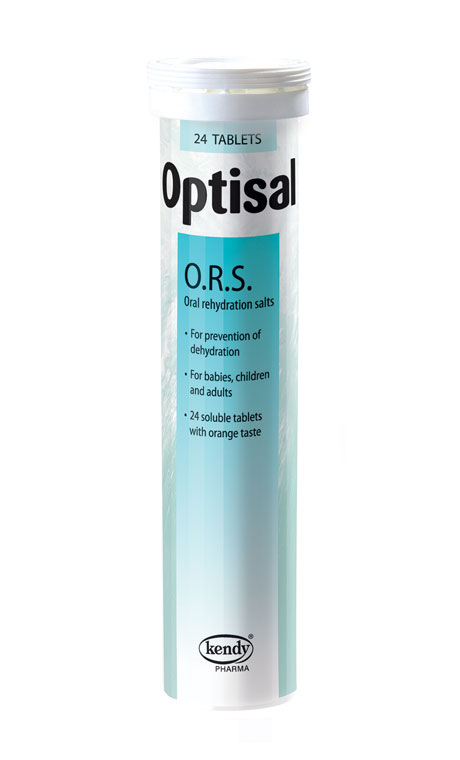 24 TABLETS
Optisal
O.R.S.
Oral rehydration salts
• For prevention of
dehydration
• For babies, children
and adults
• 24 soluble tablets
with orange taste
kendy®
PHARMA